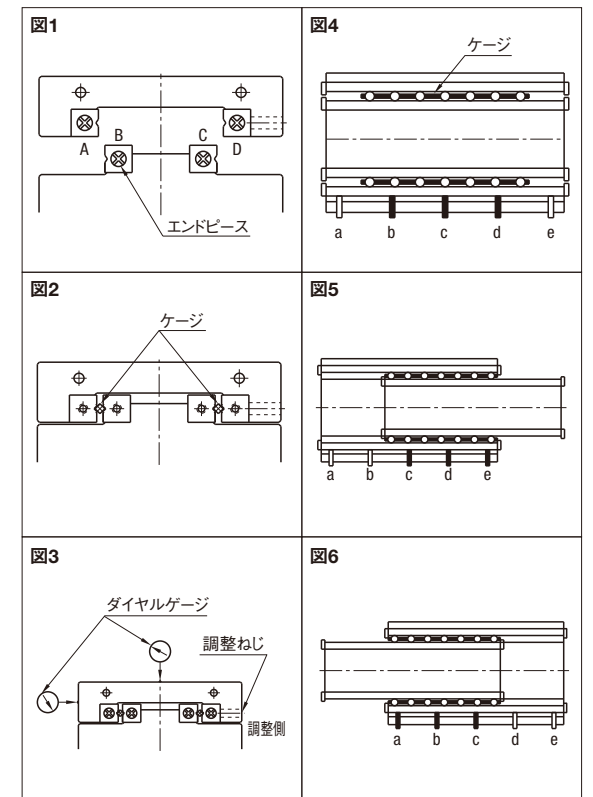 図1
A
B
C
D
エンドピース
図2
ケージ
図3
ダイヤルゲージ
調整ねじ
調整側
図4
ケージ
a b c d e
図5
a b c d e
図6
a b c d e